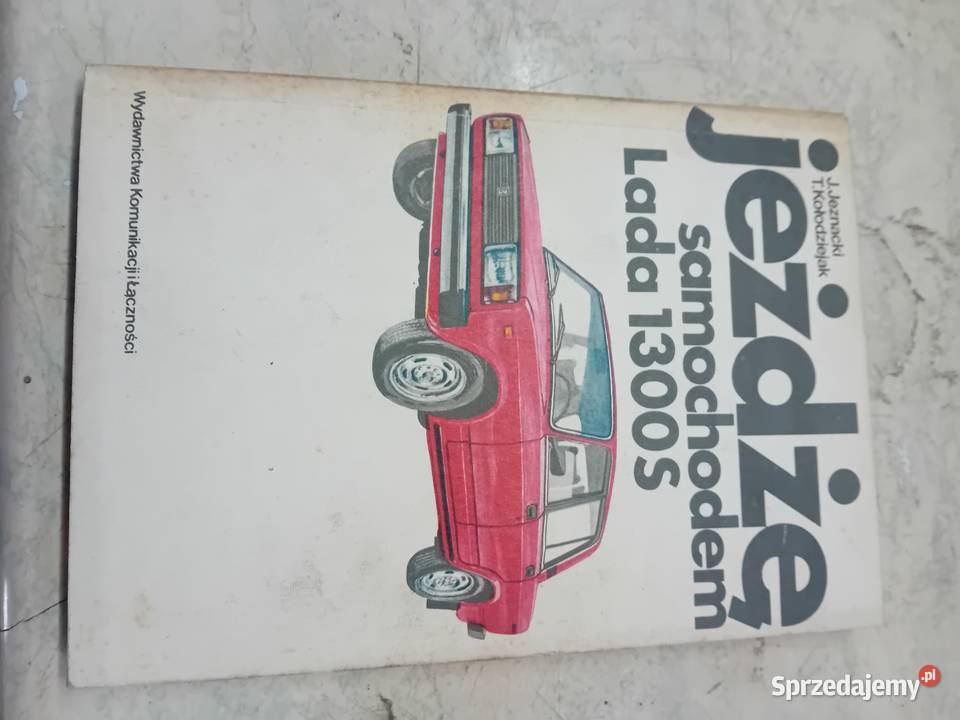 J. Jeznacki
T. Kołodziejak
jeżdżę
samochodem
Lada 1300S
Wydawnictwa Komunikacji i Łączności
Sprzedajemy.pl